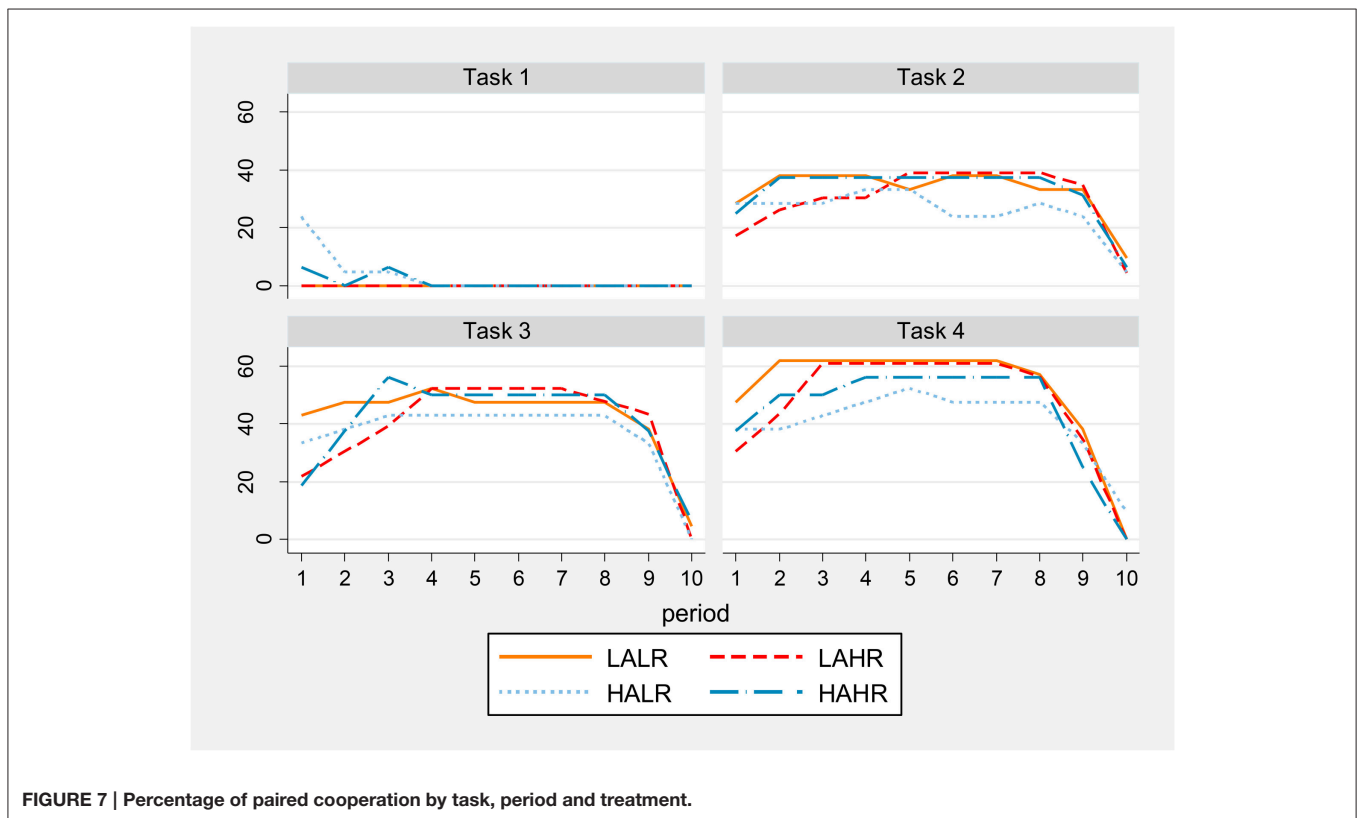 Task 1
Task 2
60
40
20
0
Task 3
Task 4
60
40
20
0
1 2 3 4 5 6 7 8 9 10
1 2 3 4 5 6 7 8 9 10
period
LALR
LAHR
HALR
HAHR
FIGURE 7 | Percentage of paired cooperation by task, period and treatment.